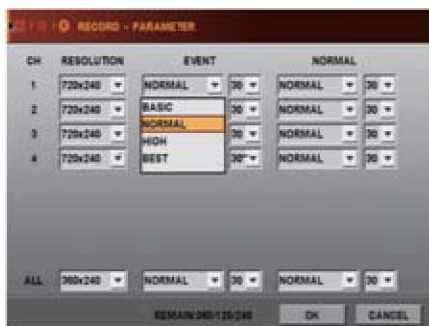 RECORD - PARAMETER
CH RESOLUTION EVENT NORMAL
1 720x240 NORMAL 30 NORMAL 30
2 720x240 BASIC 30 NORMAL 30
NORMAL
3 720x240 HIGH 30 NORMAL 30
4 720x240 BEST 30 NORMAL 30
ALL 360x240 NORMAL 30 NORMAL 30
REMAIN:360/120/240 OK CANCEL